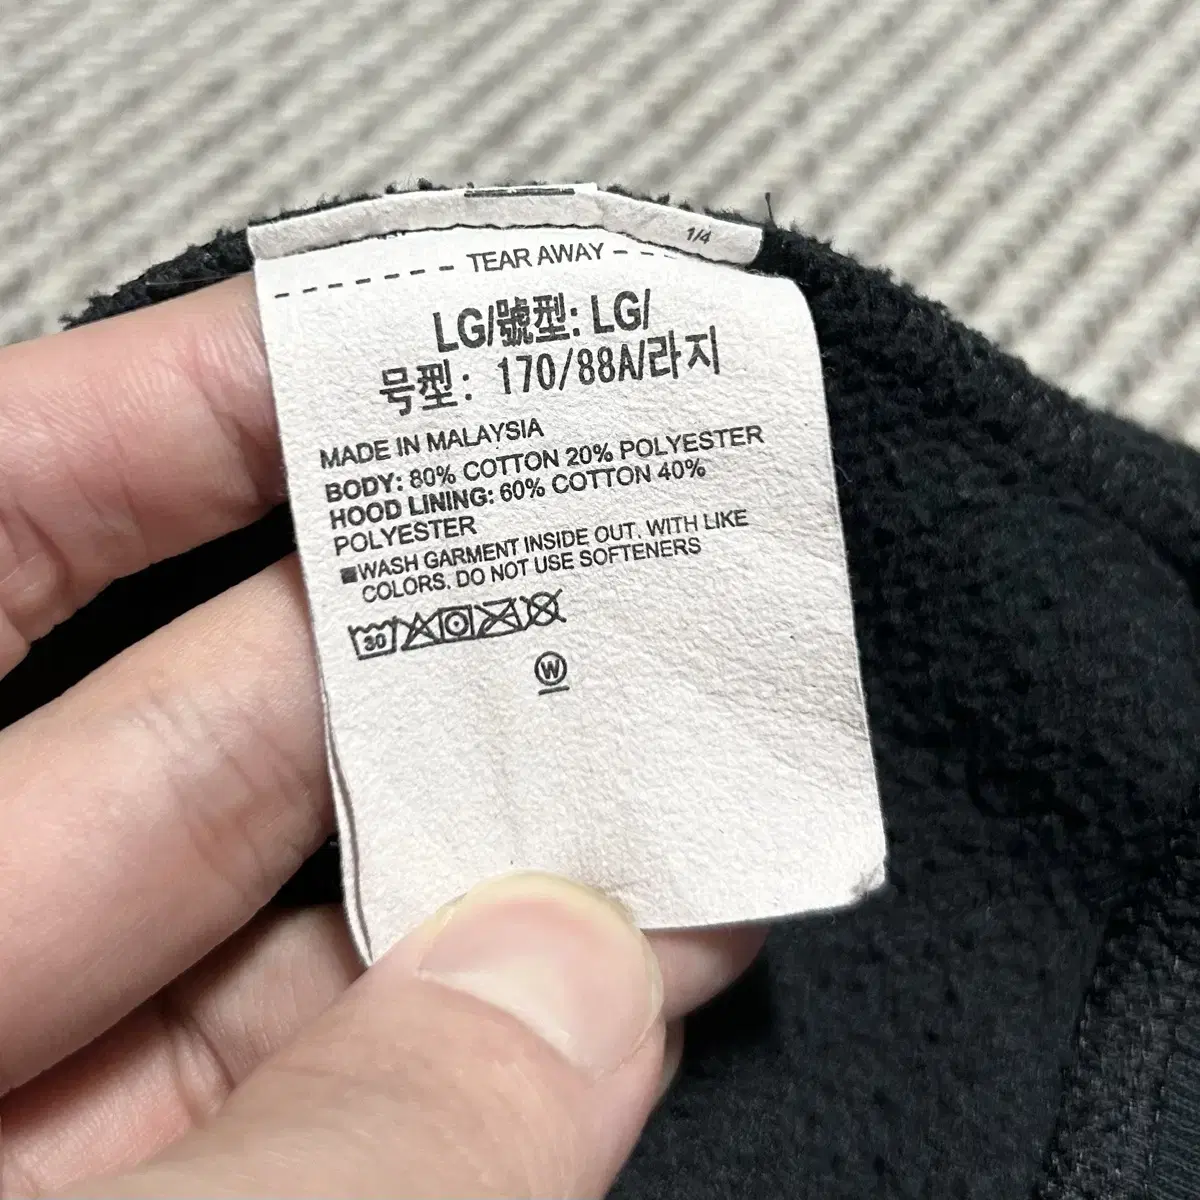 1/4
TEAR AWAY
LG/號型: LG/
号型: 170/88A/라지
MADE IN MALAYSIA
BODY: 80% COTTON 20% POLYESTER
HOOD LINING: 60% COTTON 40%
POLYESTER
■WASH GARMENT INSIDE OUT. WITH LIKE
COLORS. DO NOT USE SOFTENERS
30
W